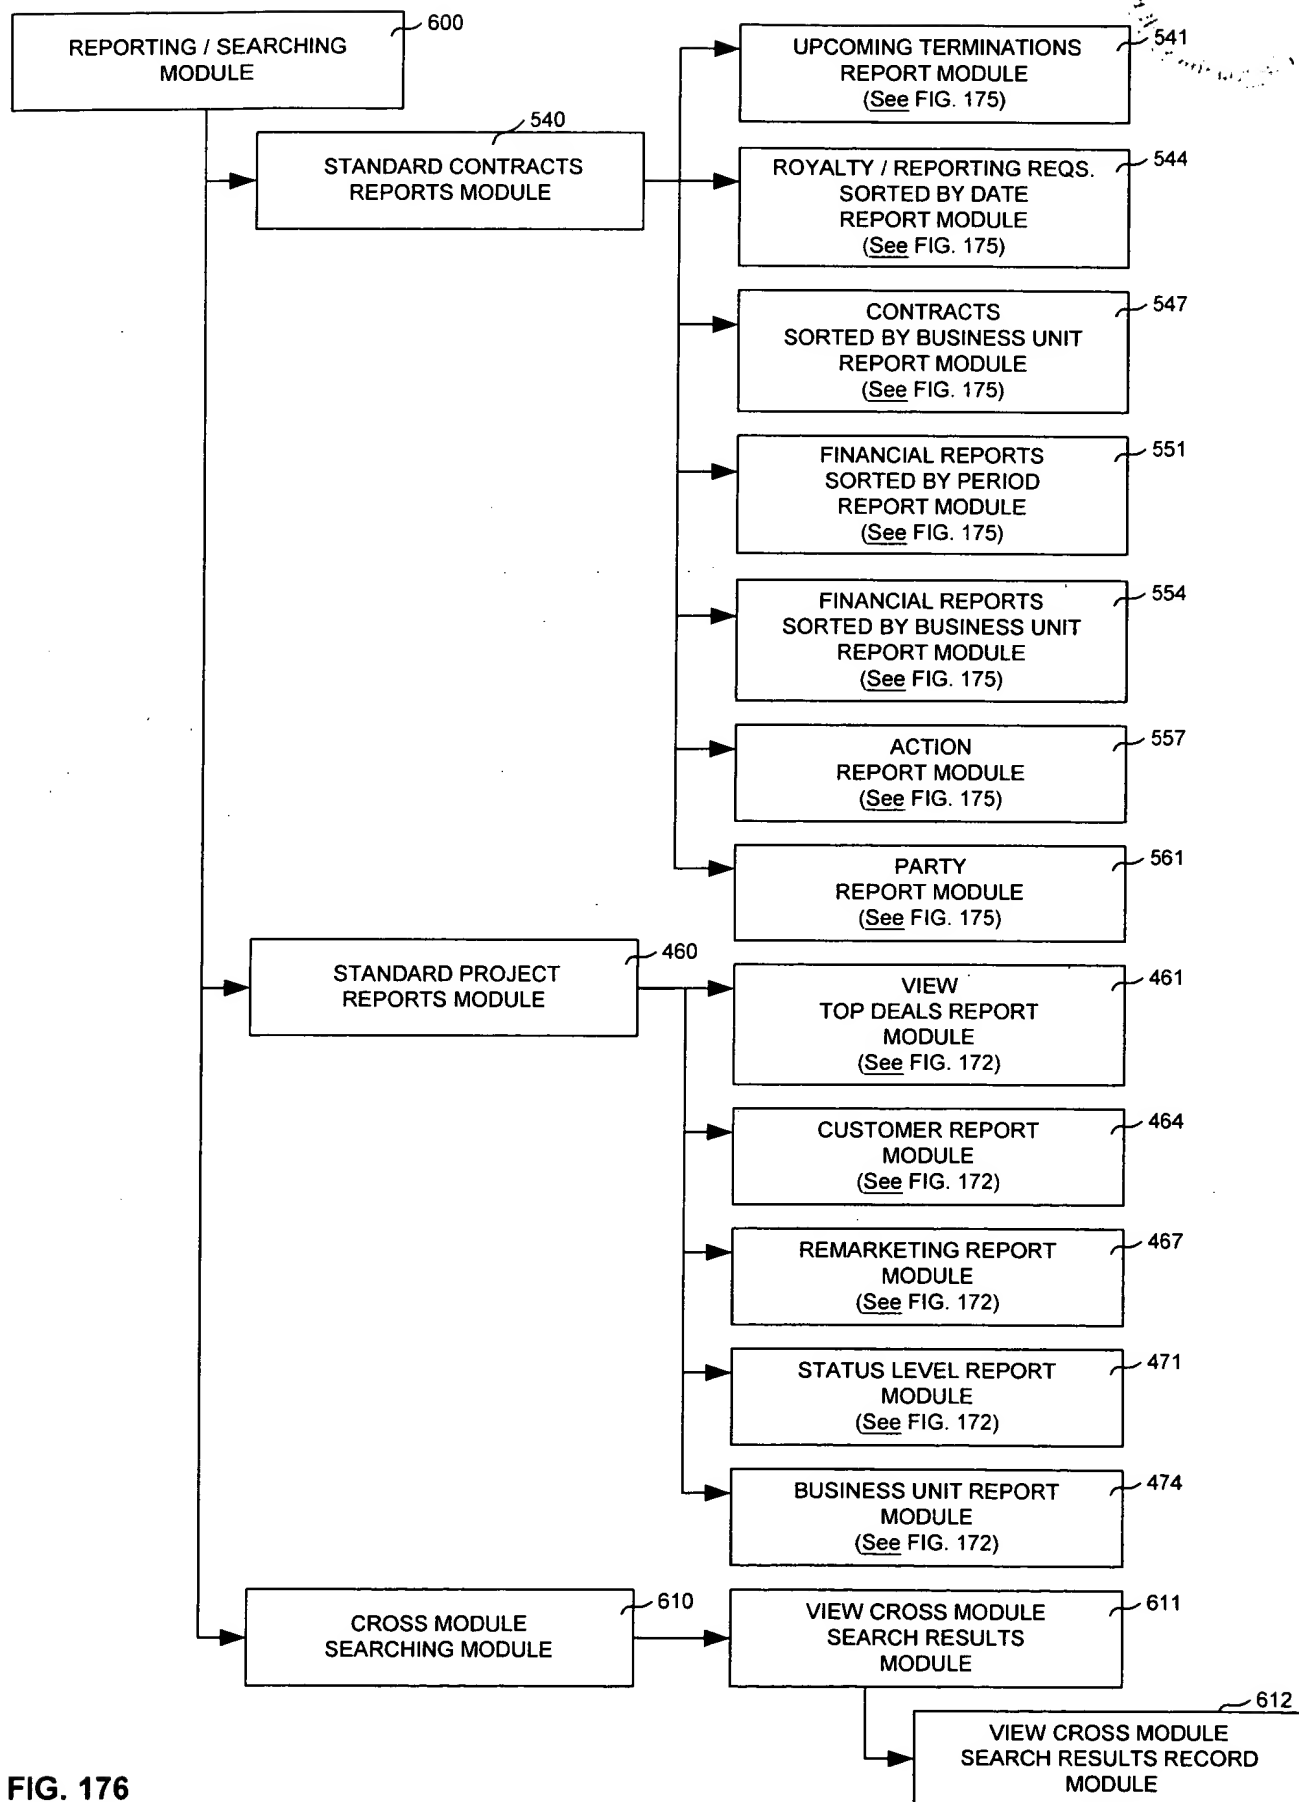 600
REPORTING / SEARCHING
MODULE
540
STANDARD CONTRACTS
REPORTS MODULE
541
UPCOMING TERMINATIONS
REPORT MODULE
(See FIG. 175)
544
ROYALTY / REPORTING REQS.
SORTED BY DATE
REPORT MODULE
(See FIG. 175)
547
CONTRACTS
SORTED BY BUSINESS UNIT
REPORT MODULE
(See FIG. 175)
551
FINANCIAL REPORTS
SORTED BY PERIOD
REPORT MODULE
(See FIG. 175)
554
FINANCIAL REPORTS
SORTED BY BUSINESS UNIT
REPORT MODULE
(See FIG. 175)
557
ACTION
REPORT MODULE
(See FIG. 175)
561
PARTY
REPORT MODULE
(See FIG. 175)
460
STANDARD PROJECT
REPORTS MODULE
461
VIEW
TOP DEALS REPORT
MODULE
(See FIG. 172)
464
CUSTOMER REPORT
MODULE
(See FIG. 172)
467
REMARKETING REPORT
MODULE
(See FIG. 172)
471
STATUS LEVEL REPORT
MODULE
(See FIG. 172)
474
BUSINESS UNIT REPORT
MODULE
(See FIG. 172)
610
CROSS MODULE
SEARCHING MODULE
611
VIEW CROSS MODULE
SEARCH RESULTS
MODULE
612
VIEW CROSS MODULE
SEARCH RESULTS RECORD
MODULE
FIG. 176